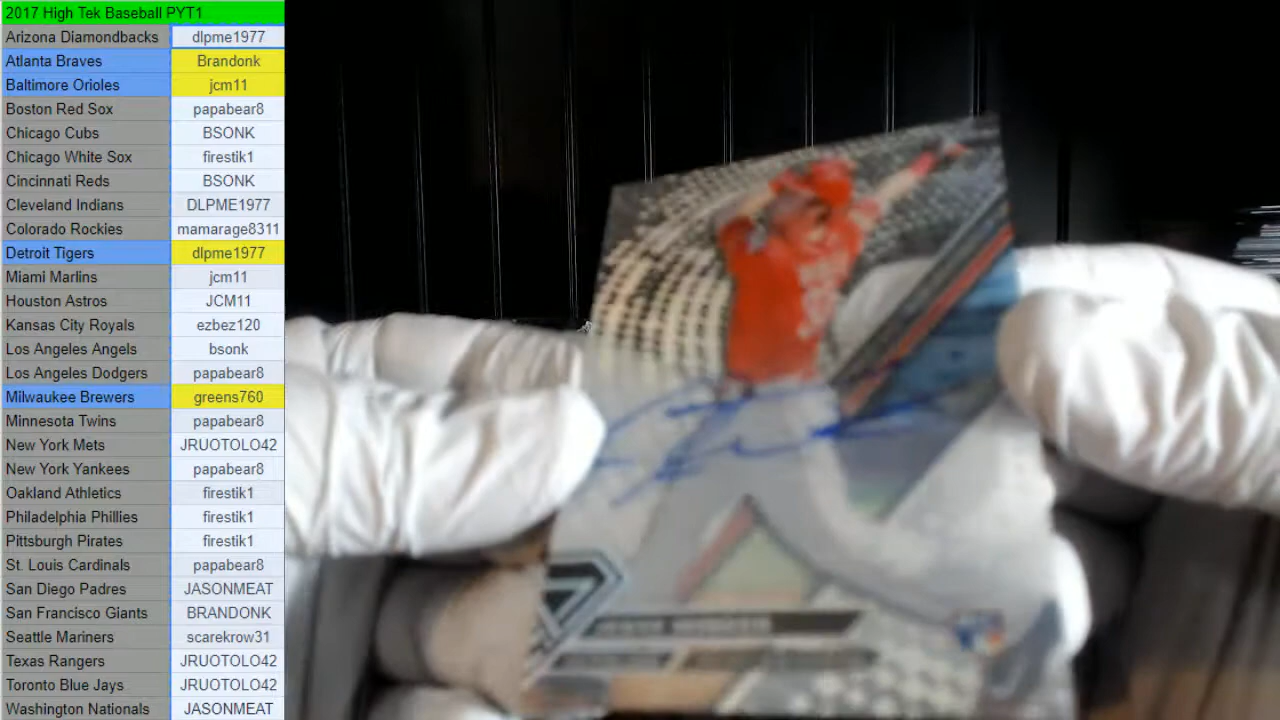 2017 High Tek Baseball PYT1
Arizona Diamondbacks dlpme1977
Atlanta Braves Brandonk
Baltimore Orioles jcm11
Boston Red Sox papabear8
Chicago Cubs BSONK
Chicago White Sox firestik1
Cincinnati Reds BSONK
Cleveland Indians DLPME1977
Colorado Rockies mamarage8311
Detroit Tigers dlpme1977
Miami Marlins jcm11
Houston Astros JCM11
Kansas City Royals ezbez120
Los Angeles Angels bsonk
Los Angeles Dodgers papabear8
Milwaukee Brewers greens760
Minnesota Twins papabear8
New York Mets JRUOTOLO42
New York Yankees papabear8
Oakland Athletics firestik1
Philadelphia Phillies firestik1
Pittsburgh Pirates firestik1
St. Louis Cardinals papabear8
San Diego Padres JASONMEAT
San Francisco Giants BRANDONK
Seattle Mariners scarekrow31
Texas Rangers JRUOTOLO42
Toronto Blue Jays JRUOTOLO42
Washington Nationals JASONMEAT